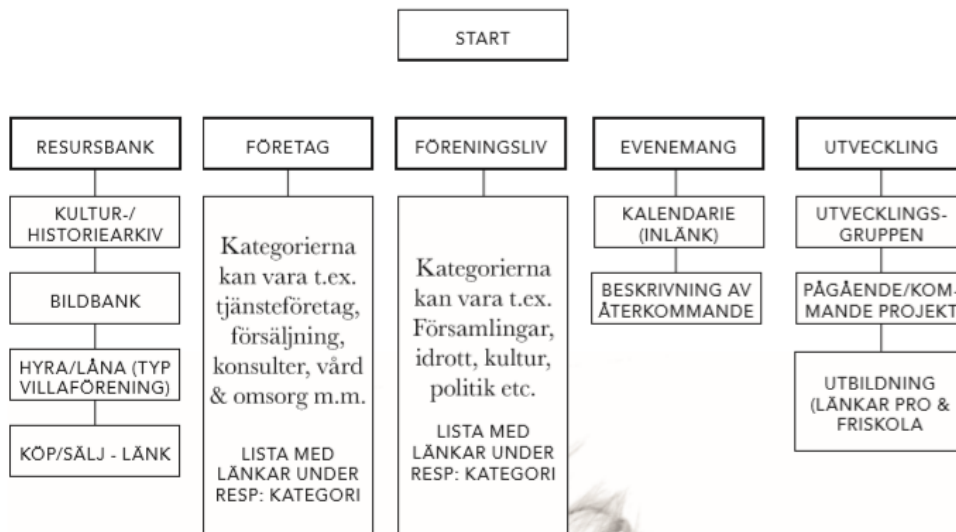 START
RESURSBANK
KULTUR-/
HISTORIEARKIV
BILDBANK
HYRA/LÅNA (TYP
VILLAFÖRENING)
KÖP/SÄLJ - LÄNK
FÖRETAG
Kategorierna
kan vara t.ex.
tjänsteföretag,
försäljning,
konsulter, vård
& omsorg m.m.
LISTA MED
LÄNKAR UNDER
RESP: KATEGORI
FÖRENINGSLIV
Kategorierna
kan vara t.ex.
Församlingar,
idrott, kultur,
politik etc.
LISTA MED
LÄNKAR UNDER
RESP: KATEGORI
EVENEMANG
KALENDARIE
(INLÄNK)
BESKRIVNING AV
ÅTERKOMMANDE
UTVECKLING
UTVECKLINGS-
GRUPPEN
PÅGÅENDE/KOM-
MANDE PROJEKT
UTBILDNING
(LÄNKAR PRO &
FRISKOLA